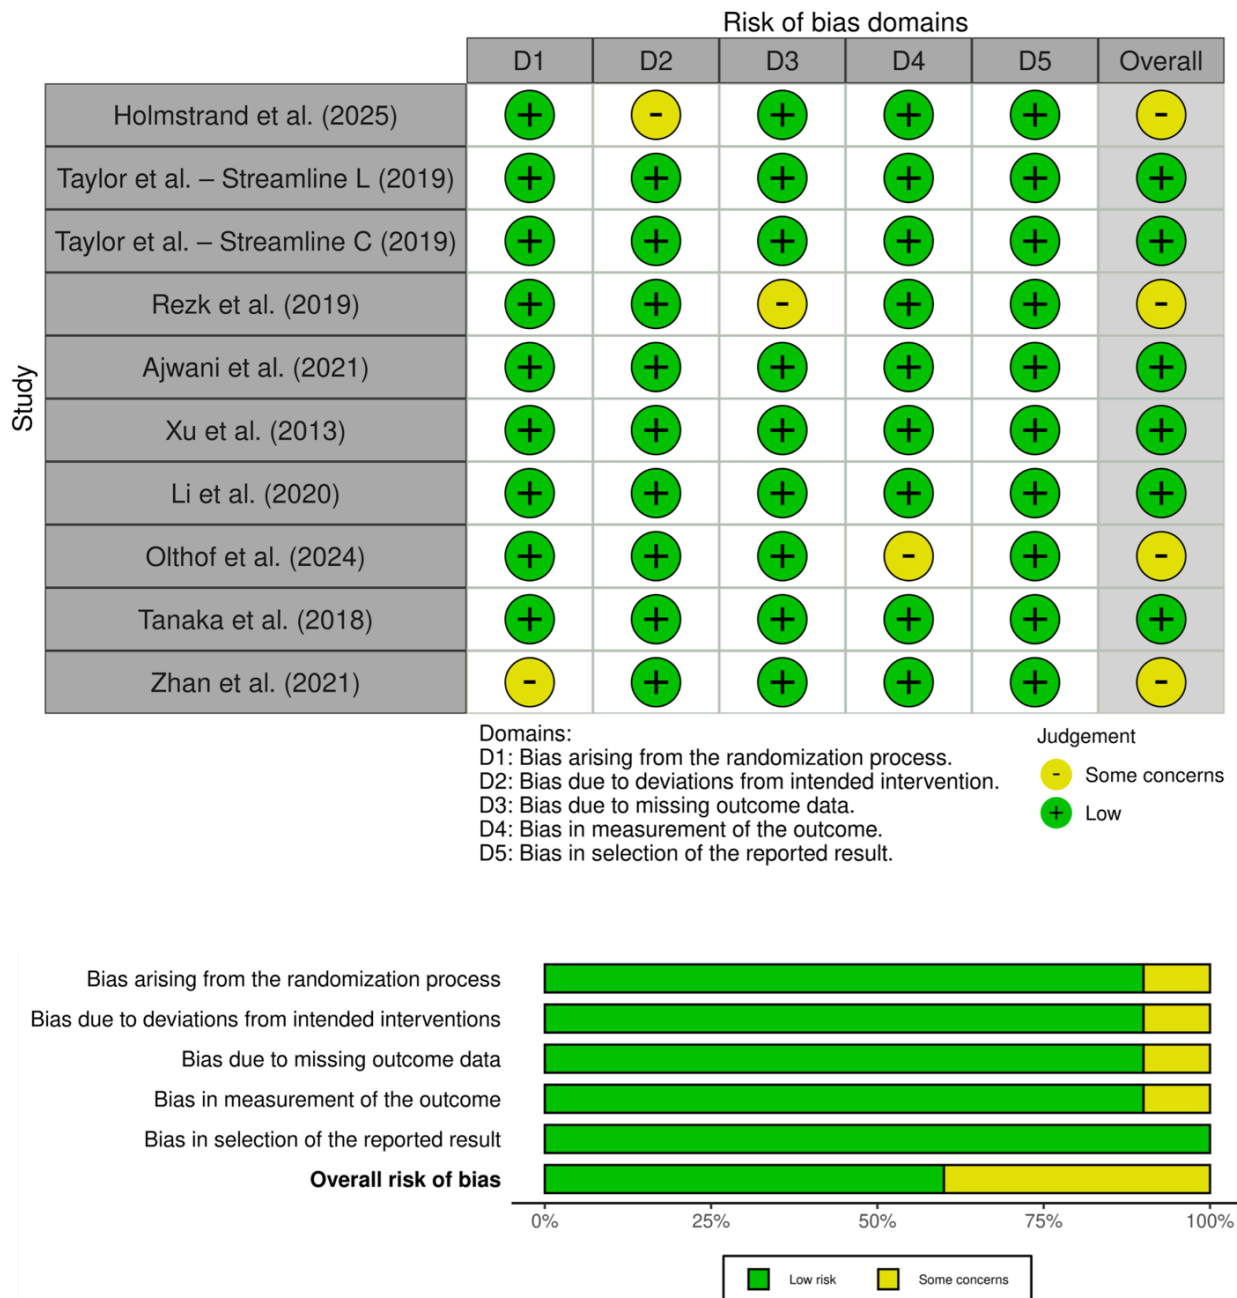 Risk of bias domains
D1 D2 D3 D4 D5 Overall
Study
Holmstrand et al. (2025) + - + + + -
Taylor et al. – Streamline L (2019) + + + + + +
Taylor et al. – Streamline C (2019) + + + + + +
Rezk et al. (2019) + + - + + -
Ajwani et al. (2021) + + + + + +
Xu et al. (2013) + + + + + +
Li et al. (2020) + + + + + +
Olthof et al. (2024) + + + - + -
Tanaka et al. (2018) + + + + + +
Zhan et al. (2021) - + + + + -
Domains:
D1: Bias arising from the randomization process.
D2: Bias due to deviations from intended intervention.
D3: Bias due to missing outcome data.
D4: Bias in measurement of the outcome.
D5: Bias in selection of the reported result.
Judgement
- Some concerns
+ Low
Bias arising from the randomization process
Bias due to deviations from intended interventions
Bias due to missing outcome data
Bias in measurement of the outcome
Bias in selection of the reported result
Overall risk of bias
0% 25% 50% 75% 100%
Low risk Some concerns